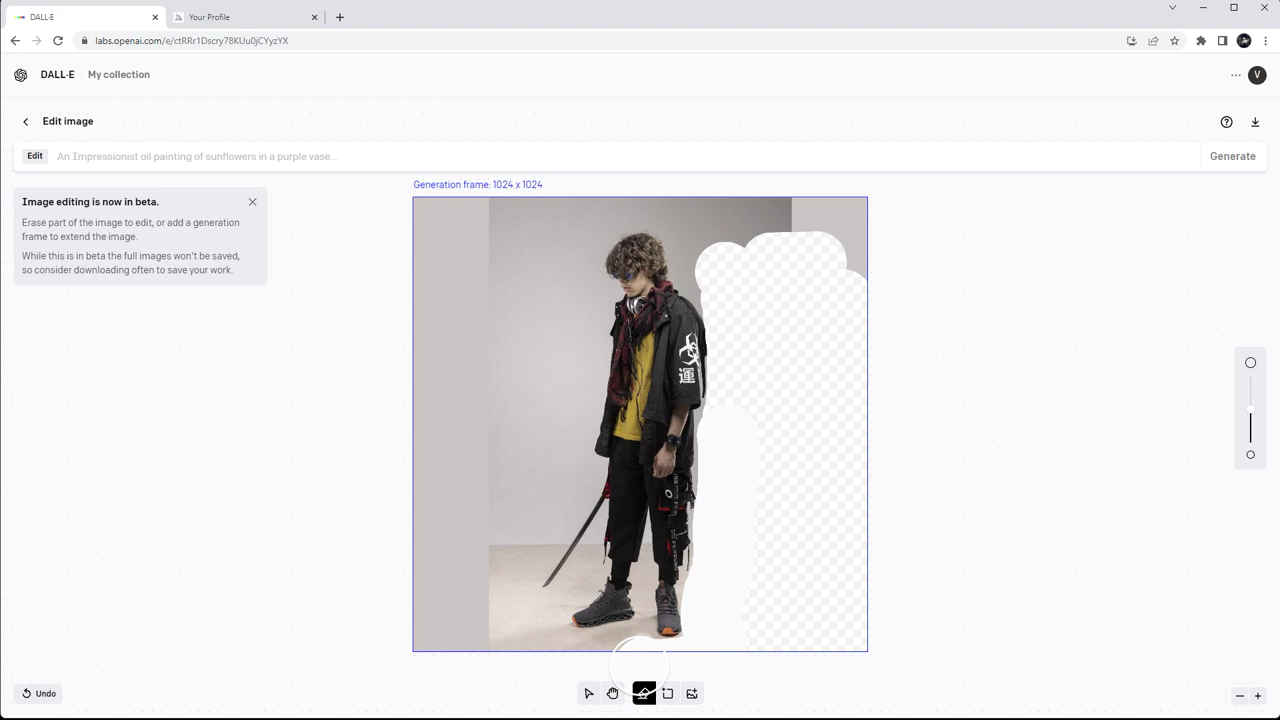 DALL·E
Your Profile
labs.openai.com/e/ctRRr1Dscry78KUu0jCYyzYX
DALL·E
My collection
V
Edit image
Edit
An Impressionist oil painting of sunflowers in a purple vase...
Generate
Generation frame: 1024 x 1024
Image editing is now in beta.
Erase part of the image to edit, or add a generation
frame to extend the image.
While this is in beta the full images won't be saved,
so consider downloading often to save your work.
運
Undo